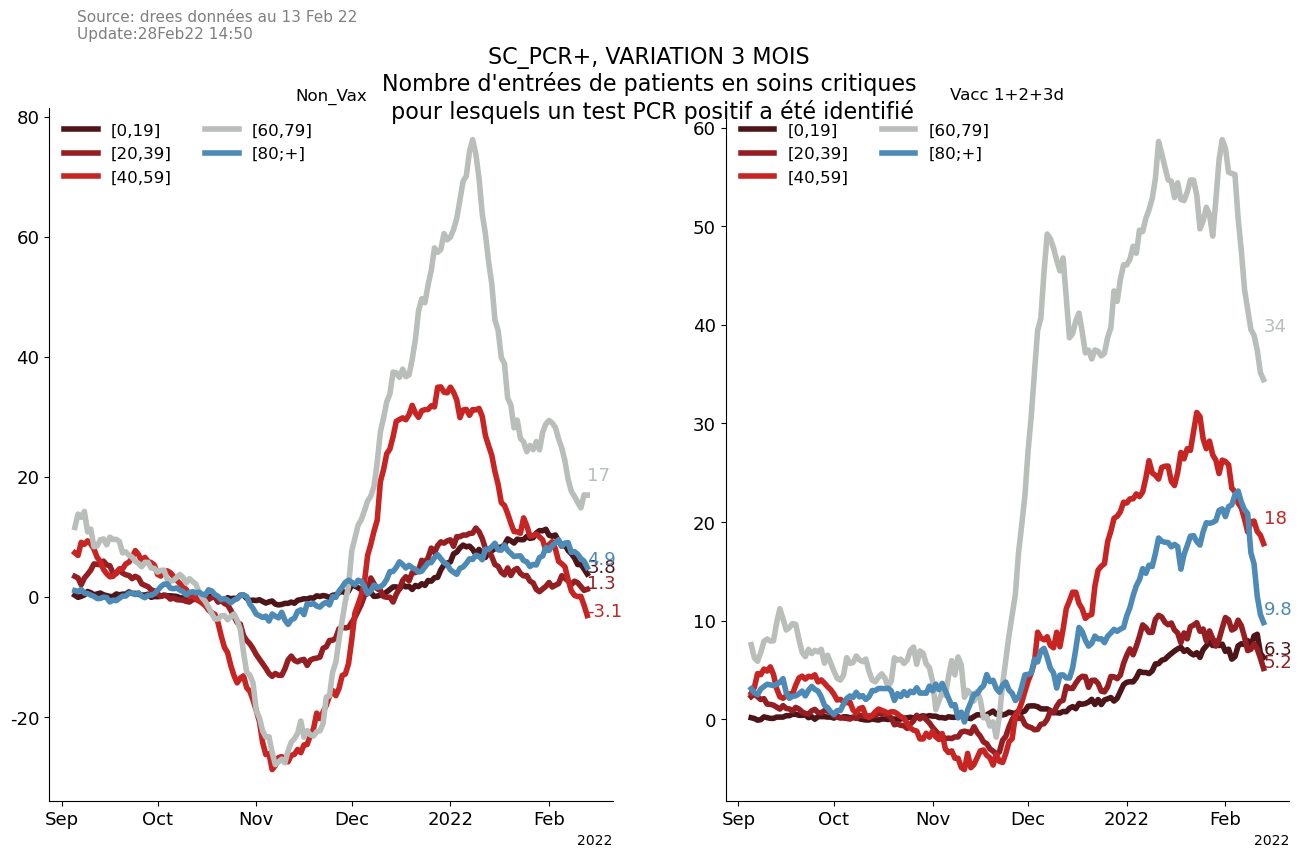 Source: drees données au 13 Feb 22
Update:28Feb22 14:50
SC_PCR+, VARIATION 3 MOIS
Nombre d'entrées de patients en soins critiques
pour lesquels un test PCR positif a été identifié
Non_Vax
[0,19]
[20,39]
[40,59]
[60,79]
[80;+]
80
60
40
20
0
-20
17
4.9
3.8
1.3
-3.1
Sep
Oct
Nov
Dec
2022
Feb
2022
Vacc 1+2+3d
[0,19]
[20,39]
[40,59]
[60,79]
[80;+]
60
50
40
30
20
10
0
34
18
9.8
6.3
5.2
Sep
Oct
Nov
Dec
2022
Feb
2022